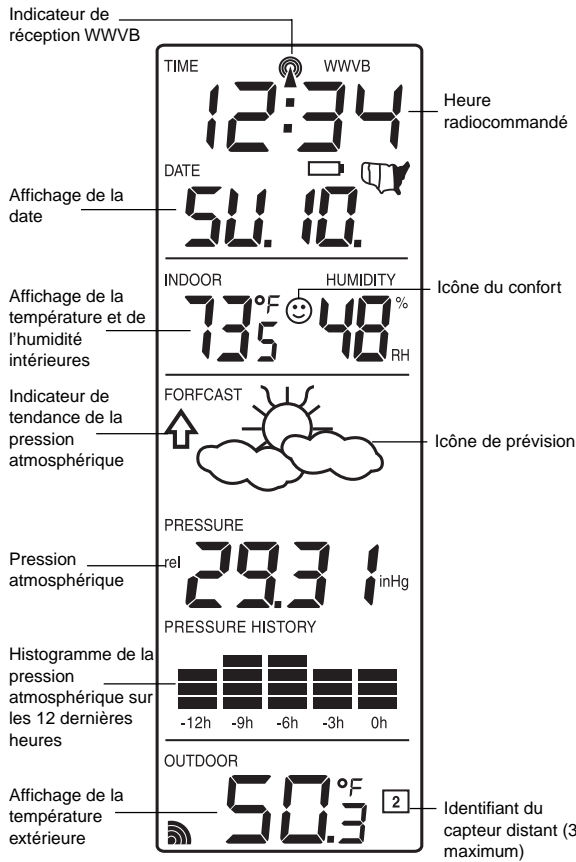 Indicateur de
réception WWVB
TIME
WWVB
12:34
Heure
radiocommandé
DATE
Affichage de la
date
SU. 10.
INDOOR
HUMIDITY
Icône du confort
Affichage de la
température et de
l'humidité
intérieures
73.5 °F
48 %
RH
Indicateur de
tendance de la
pression
atmosphérique
FORFCAST
Icône de prévision
PRESSURE
Pression
atmosphérique
rel 29.31 inHg
PRESSURE HISTORY
Histogramme de la
pression
atmosphérique sur
les 12 dernières
heures
-12h -9h -6h -3h 0h
OUTDOOR
Affichage de la
température
extérieure
50.3 °F
2
Identifiant du
capteur distant (3
maximum)